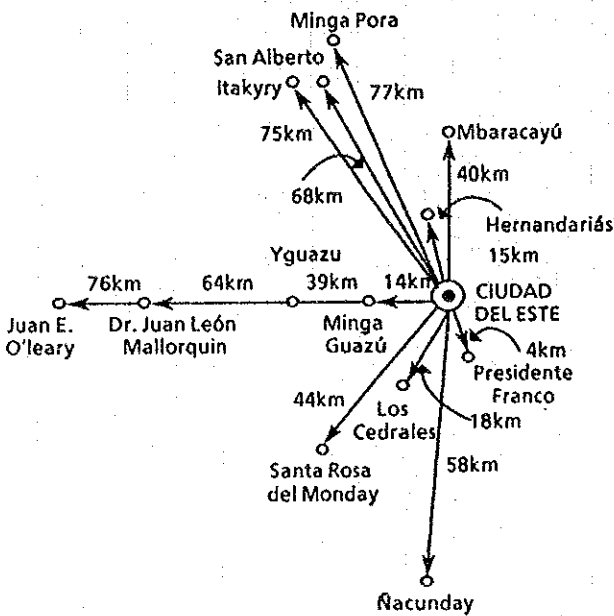 Minga Pora
San Alberto
Itakyry
77km
75km
Mbaracayú
40km
68km
Hernandariás
15km
Yguazu
76km
64km
39km
14km
CIUDAD
DEL ESTE
Juan E.
O'leary
Dr. Juan León
Mallorquin
Minga
Guazú
4km
Presidente
Franco
44km
Los
Cedrales
18km
Santa Rosa
del Monday
58km
Ñacunday